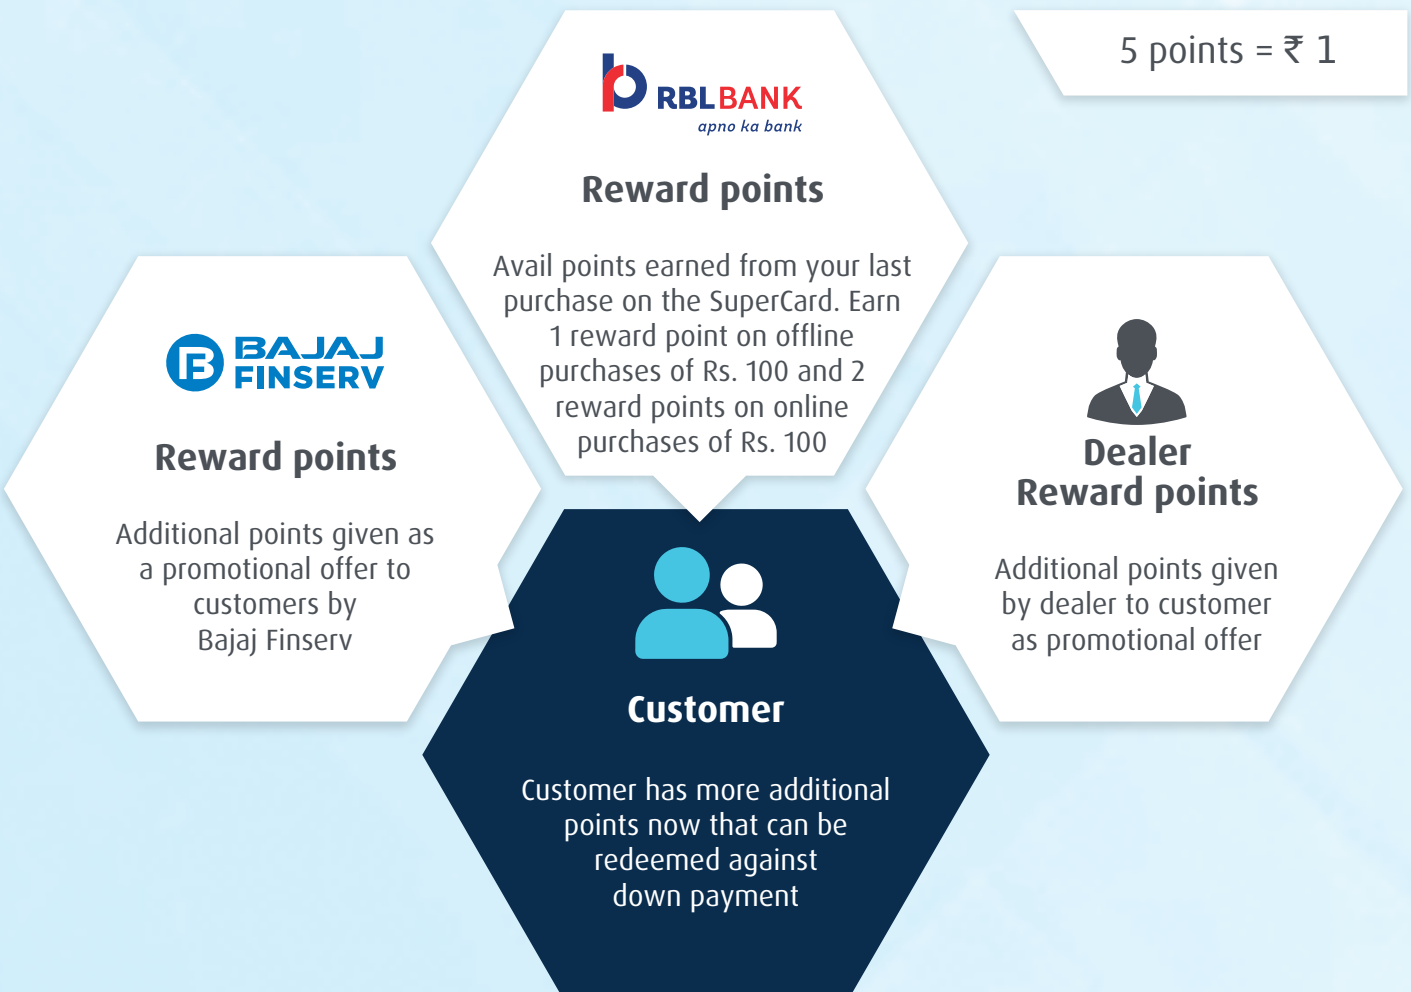 5 points = ₹ 1
RBL BANK
apno ka bank
Reward points
Avail points earned from your last
purchase on the SuperCard. Earn
1 reward point on offline
purchases of Rs. 100 and 2
reward points on online
purchases of Rs. 100
B BAJAJ
FINSERV
Reward points
Additional points given as
a promotional offer to
customers by
Bajaj Finserv
Dealer
Reward points
Additional points given
by dealer to customer
as promotional offer
Customer
Customer has more additional
points now that can be
redeemed against
down payment